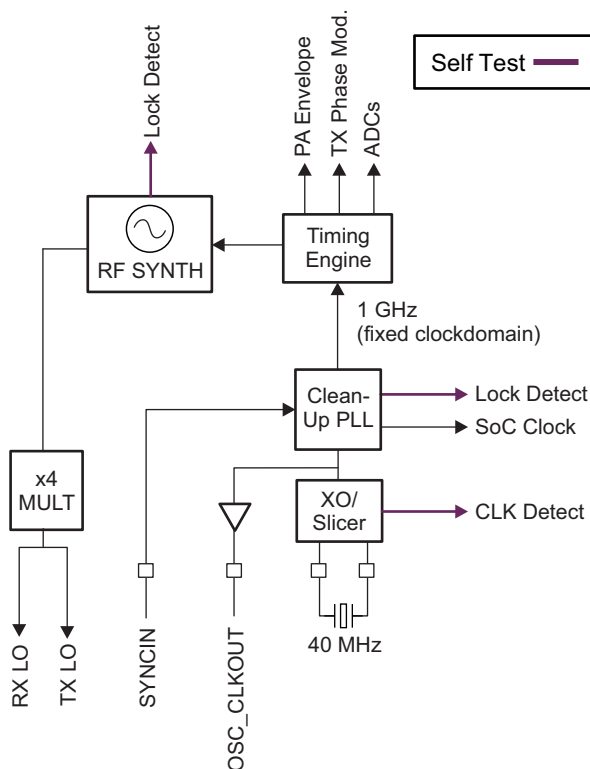 Self Test
Lock Detect
PA Envelope
TX Phase Mod.
ADCs
RF SYNTH
Timing
Engine
1 GHz
(fixed clockdomain)
Clean-
Up PLL
Lock Detect
SoC Clock
x4
MULT
XO/
Slicer
CLK Detect
40 MHz
RX LO
TX LO
SYNCIN
OSC_CLKOUT